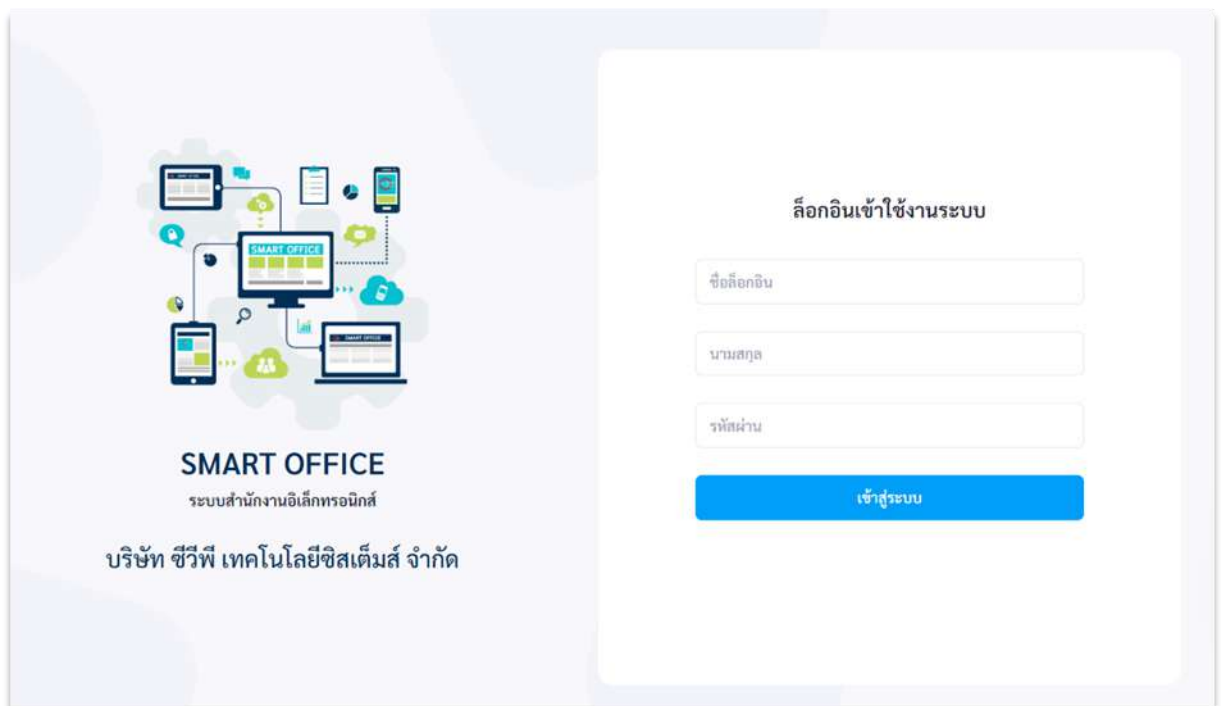 SMART OFFICE
SMART OFFICE
SMART OFFICE
ระบบสำนักงานอิเล็กทรอนิกส์
บริษัท ซีวีพี เทคโนโลยีซิสเต็มส์ จำกัด
ล็อกอินเข้าใช้งานระบบ
ชื่อล็อกอิน
นามสกุล
รหัสผ่าน
เข้าสู่ระบบ